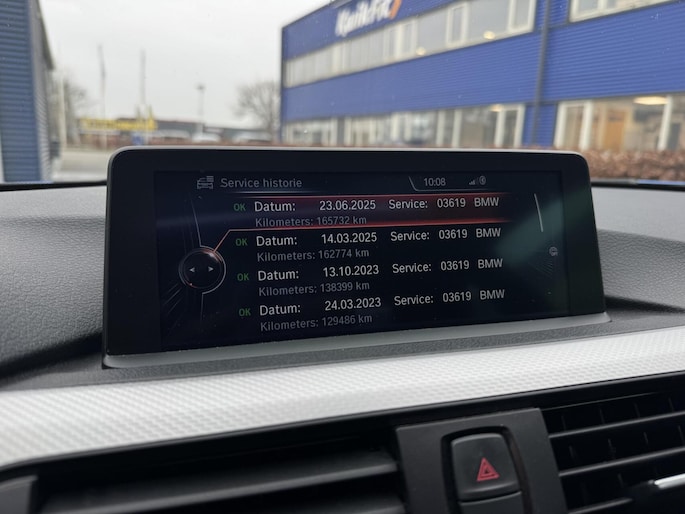 KwikFit
Service historie 10:08
OK Datum: 23.06.2025 Service: 03619 BMW
Kilometers: 165732 km
OK Datum: 14.03.2025 Service: 03619 BMW
Kilometers: 162774 km
OK Datum: 13.10.2023 Service: 03619 BMW
Kilometers: 138399 km
OK Datum: 24.03.2023 Service: 03619 BMW
Kilometers: 129486 km